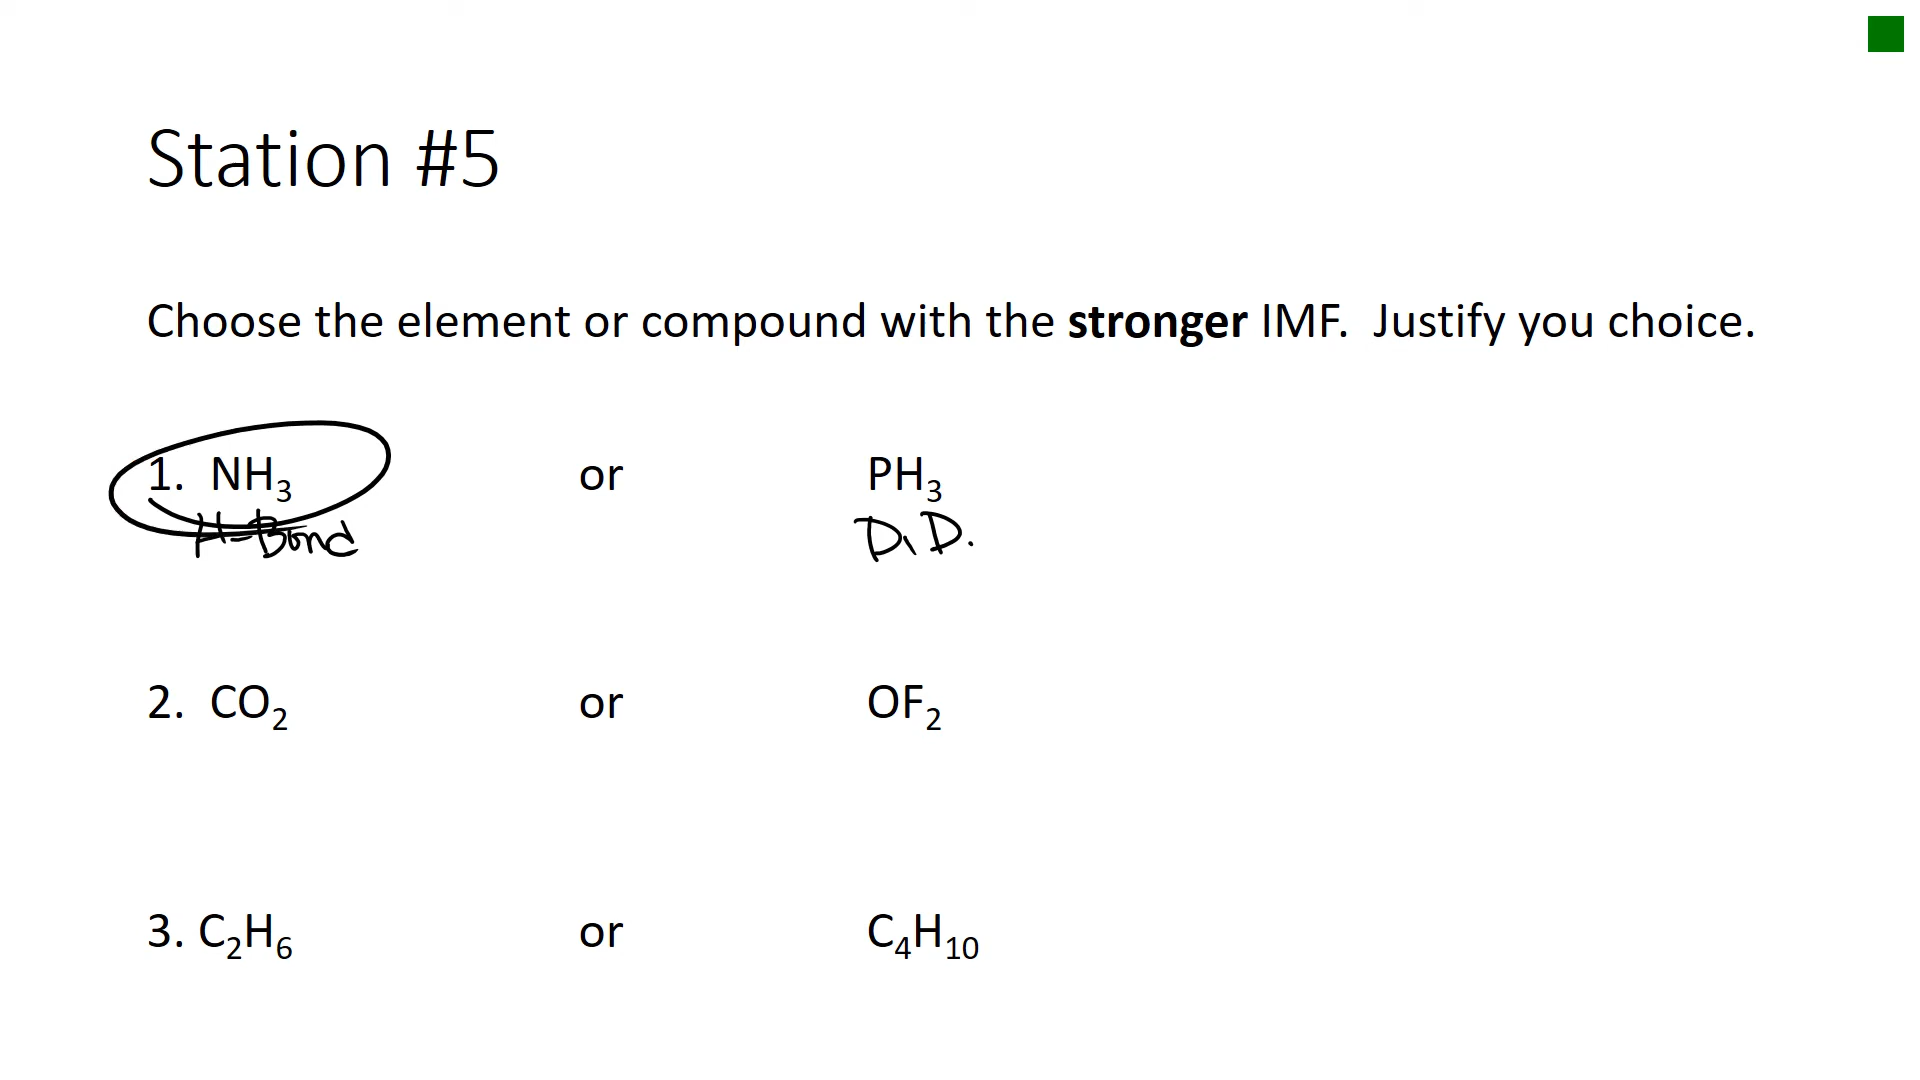 Station #5
Choose the element or compound with the stronger IMF. Justify you choice.
1. NH₃ or PH₃
H-Bond D.D.
2. CO₂ or OF₂
3. C₂H₆ or C₄H₁₀